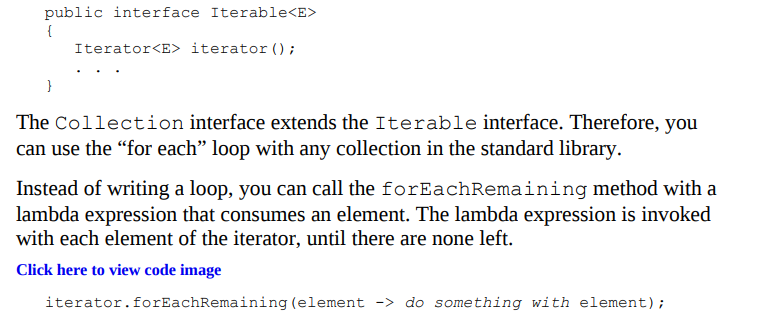 public interface Iterable<E>
{
Iterator<E> iterator();
. . .
}
The Collection interface extends the Iterable interface. Therefore, you
can use the “for each” loop with any collection in the standard library.
Instead of writing a loop, you can call the forEachRemaining method with a
lambda expression that consumes an element. The lambda expression is invoked
with each element of the iterator, until there are none left.
Click here to view code image
iterator.forEachRemaining(element -> do something with element);